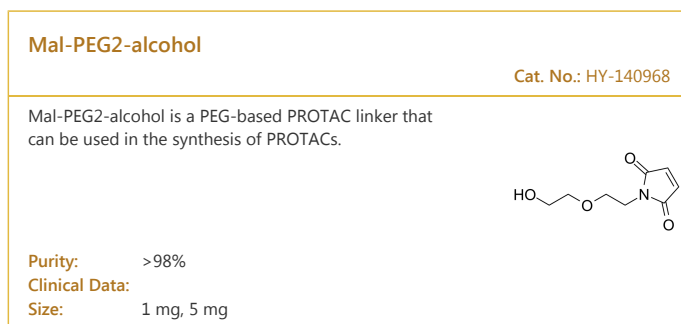 Mal-PEG2-alcohol
Cat. No.: HY-140968
Mal-PEG2-alcohol is a PEG-based PROTAC linker that
can be used in the synthesis of PROTACs.
O
HO
O
N
O
Purity: >98%
Clinical Data:
Size: 1 mg, 5 mg